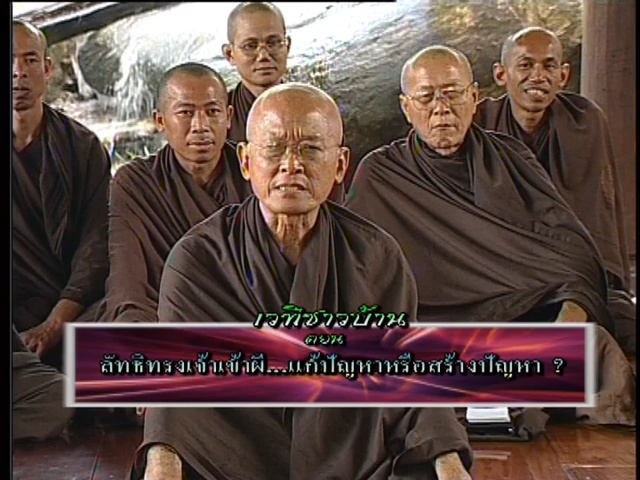 เวทีชาวบ้าน
ตอน
ลัทธิทรงเจ้าเข้าผี...แก้ปัญหาหรือสร้างปัญหา ?